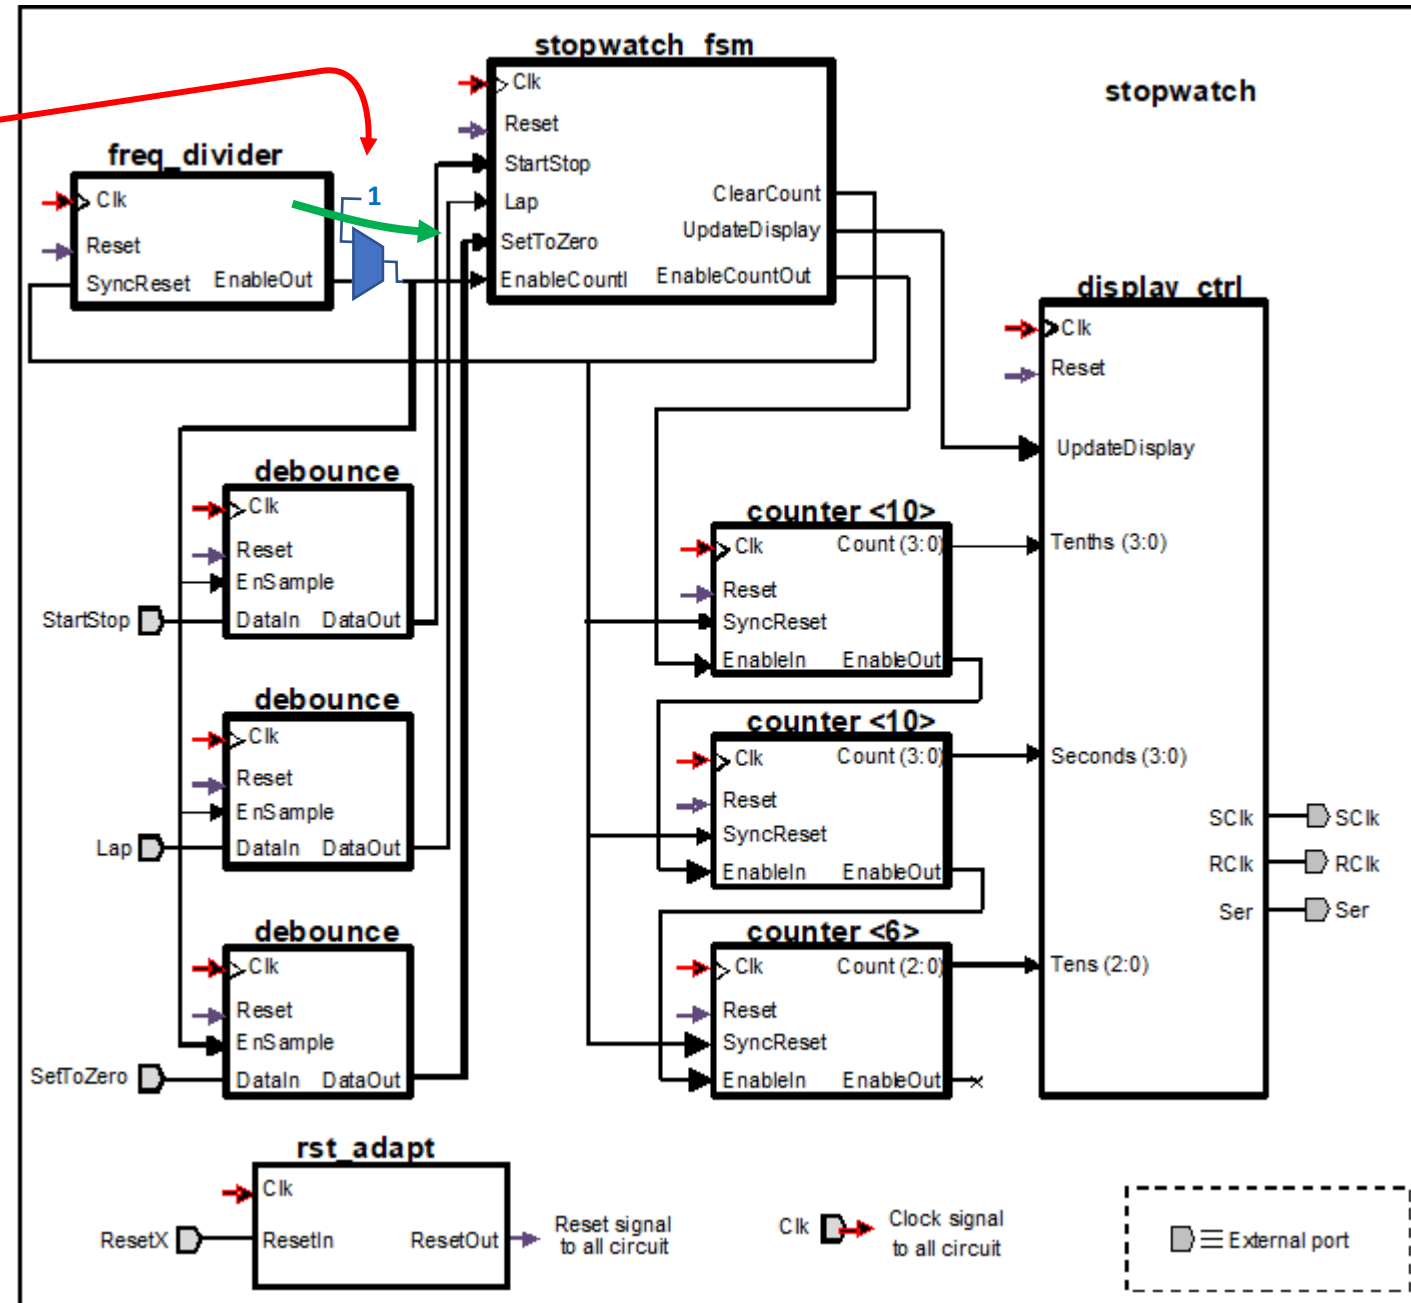 stopwatch fsm
Clk
Reset
StartStop
Lap
SetToZero
EnableCountI
ClearCount
UpdateDisplay
EnableCountOut
stopwatch
freq_divider
Clk
Reset
SyncReset
EnableOut
1
display ctrl
Clk
Reset
UpdateDisplay
Tenths (3:0)
Seconds (3:0)
Tens (2:0)
SClk
RClk
Ser
SClk
RClk
Ser
debounce
Clk
Reset
EnSample
DataIn DataOut
StartStop
debounce
Clk
Reset
EnSample
DataIn DataOut
Lap
debounce
Clk
Reset
EnSample
DataIn DataOut
SetToZero
counter <10>
Clk Count (3:0)
Reset
SyncReset
EnableIn EnableOut
counter <10>
Clk Count (3:0)
Reset
SyncReset
EnableIn EnableOut
counter <6>
Clk Count (2:0)
Reset
SyncReset
EnableIn EnableOut
rst_adapt
Clk
ResetIn ResetOut
ResetX
Reset signal
to all circuit
Clk
Clock signal
to all circuit
External port